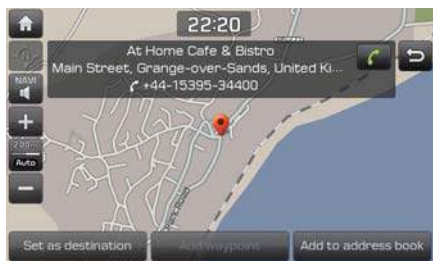 22:20
At Home Cafe & Bistro
Main Street, Grange-over-Sands, United Ki...
+44-15395-34400
NAVI
+
Auto
−
Set as destination
Add waypoint
Add to address book